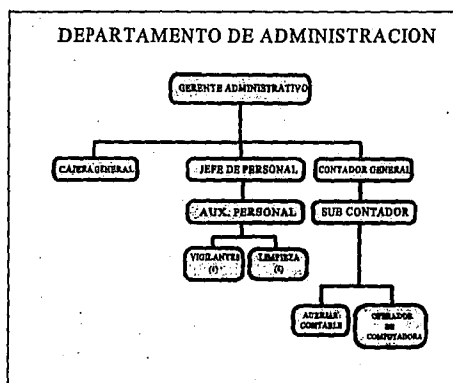 DEPARTAMENTO DE ADMINISTRACION
GERENTE ADMINISTRATIVO
CAJERA GENERAL
JEFE DE PERSONAL
CONTADOR GENERAL
AUX. PERSONAL
SUB CONTADOR
VIGILANTES
LIMPIEZA
AUXILIAR
CONTABLE
OPERADOR
DE
COMPUTADORA